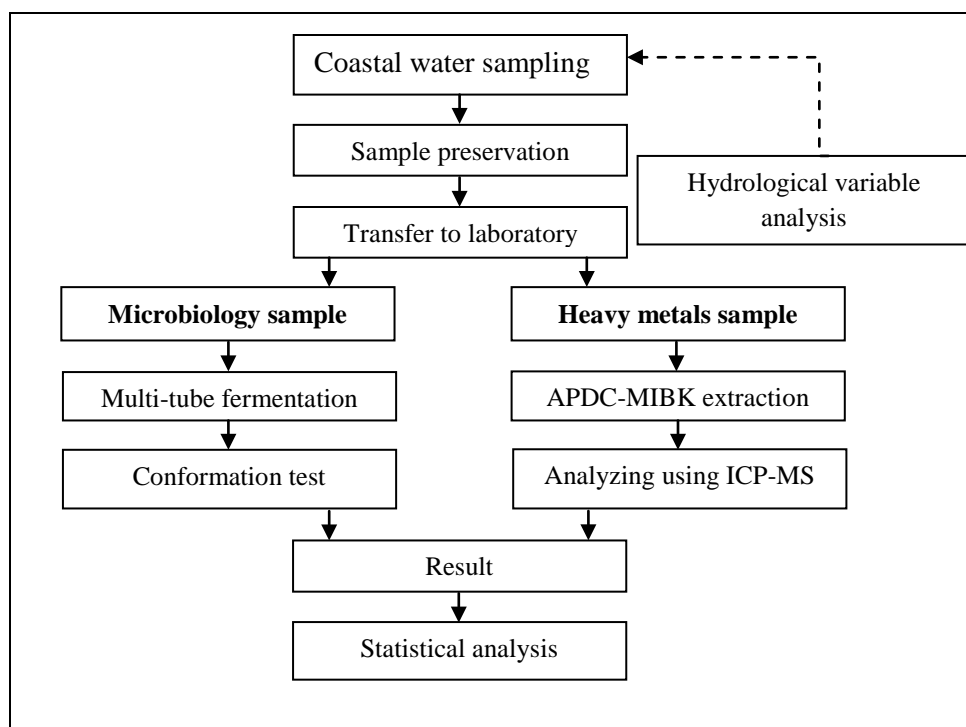 Coastal water sampling
Sample preservation
Hydrological variable
analysis
Transfer to laboratory
Microbiology sample
Heavy metals sample
Multi-tube fermentation
APDC-MIBK extraction
Conformation test
Analyzing using ICP-MS
Result
Statistical analysis